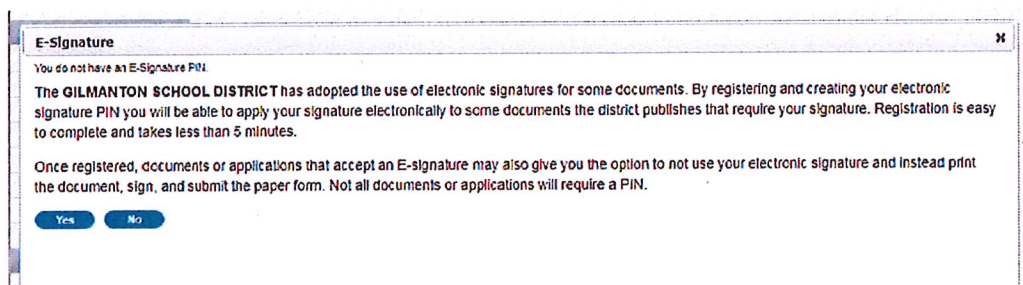 E-Signature
You do not have an E-Signature PIN.
The GILMANTON SCHOOL DISTRICT has adopted the use of electronic signatures for some documents. By registering and creating your electronic
signature PIN you will be able to apply your signature electronically to some documents the district publishes that require your signature. Registration is easy
to complete and takes less than 5 minutes.
Once registered, documents or applications that accept an E-signature may also give you the option to not use your electronic signature and instead print
the document, sign, and submit the paper form. Not all documents or applications will require a PIN.
Yes No